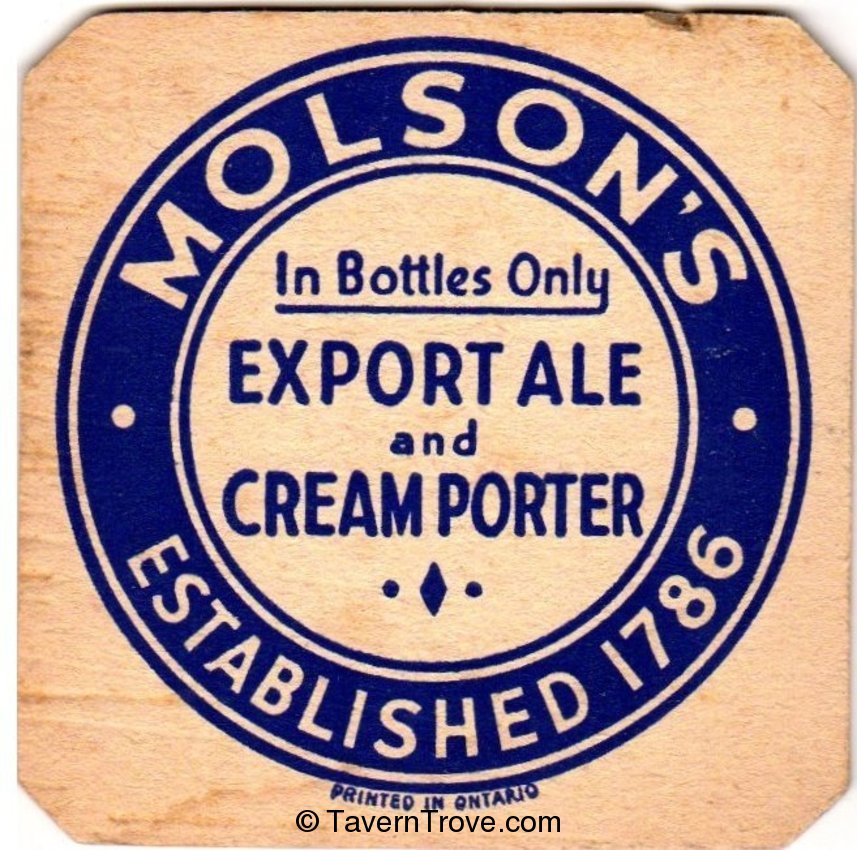 MOLSON'S
In Bottles Only
EXPORT ALE
and
CREAM PORTER
ESTABLISHED 1786
PRINTED IN ONTARIO
© TavernTrove.com